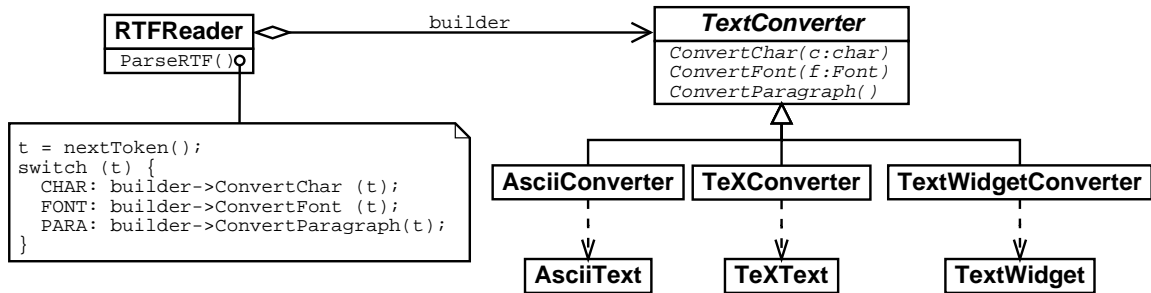 RTFReader
ParseRTF()
builder
TextConverter
ConvertChar(c:char)
ConvertFont(f:Font)
ConvertParagraph()
t = nextToken();
switch (t) {
CHAR: builder->ConvertChar (t);
FONT: builder->ConvertFont (t);
PARA: builder->ConvertParagraph(t);
}
AsciiConverter
TeXConverter
TextWidgetConverter
AsciiText
TeXText
TextWidget